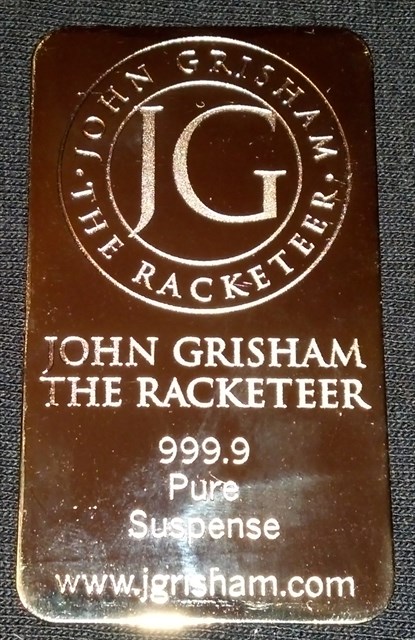 JOHN GRISHAM
JG
· THE RACKETEER ·
JOHN GRISHAM
THE RACKETEER
999.9
Pure
Suspense
www.jgrisham.com